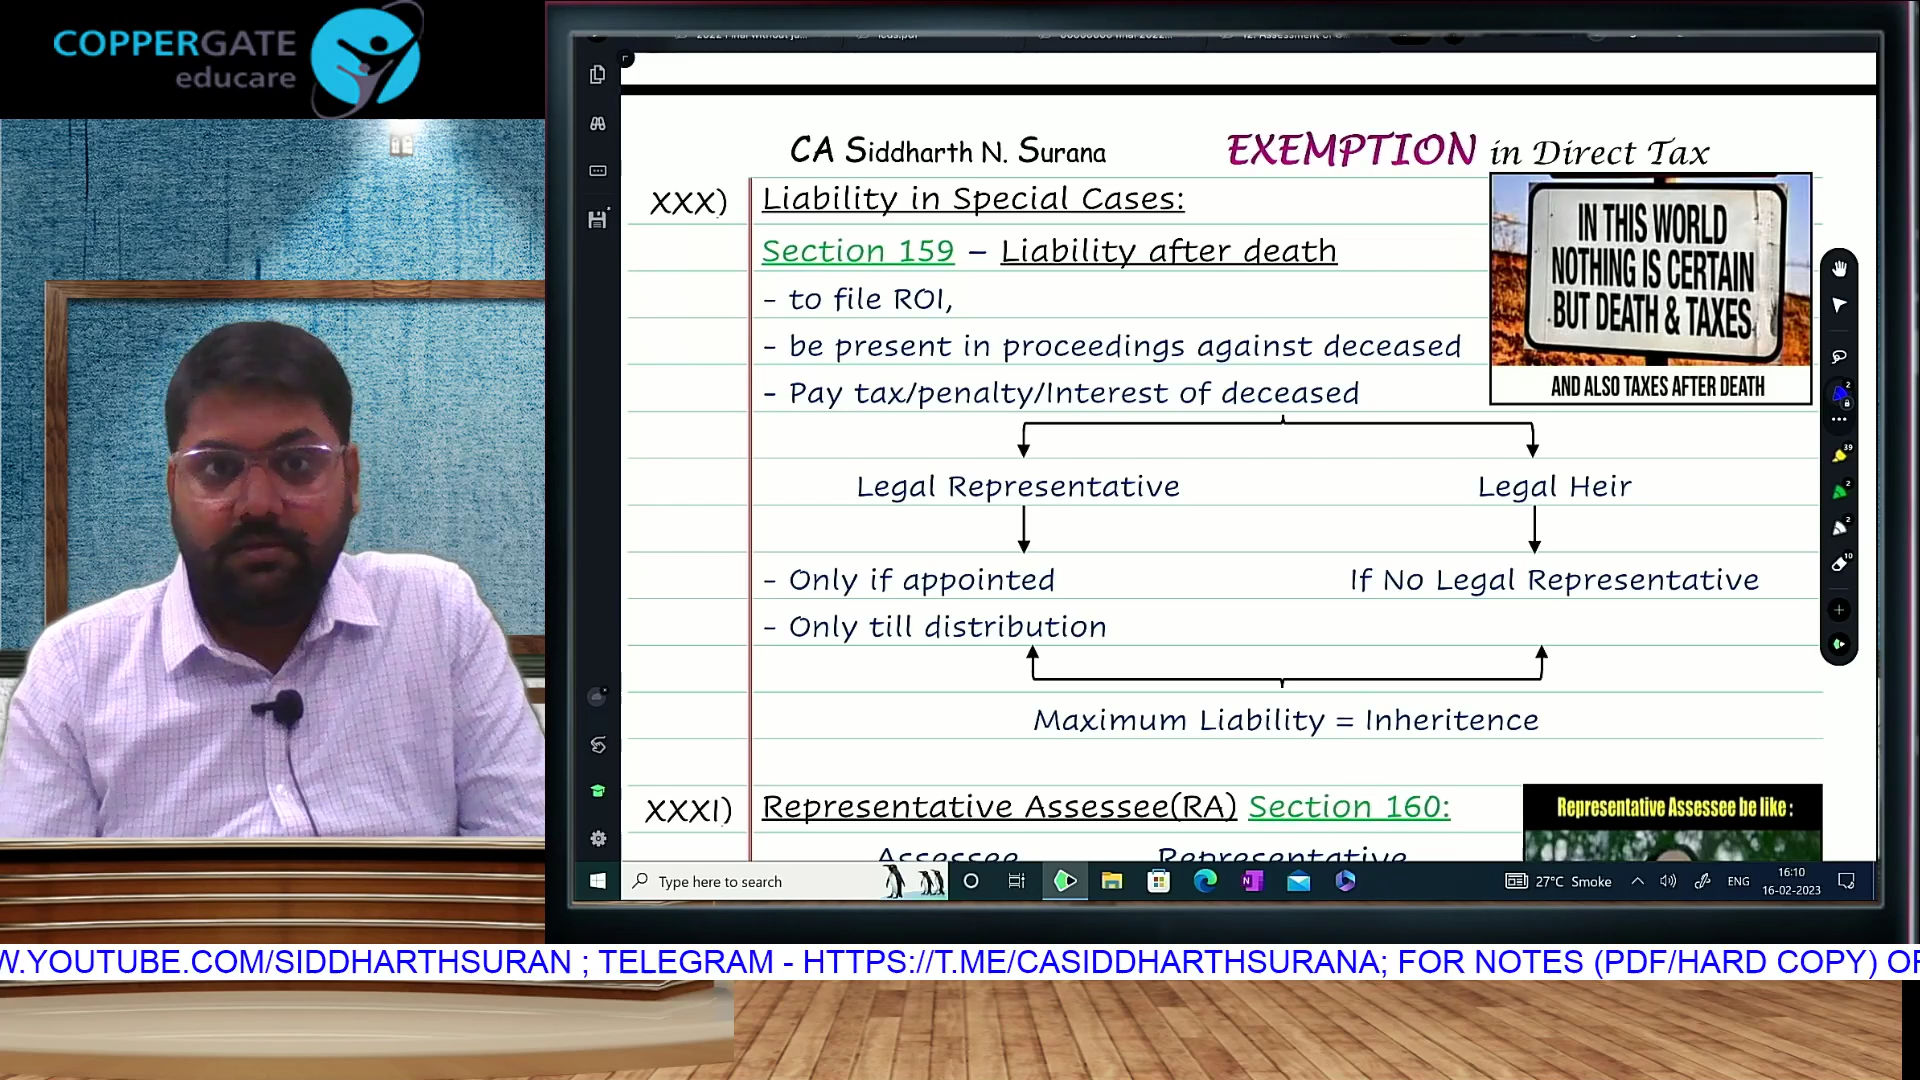 COPPERGATE
educare
CA Siddharth N. Surana
EXEMPTION in Direct Tax
XXX) Liability in Special Cases:
Section 159 – Liability after death
- to file ROI,
- be present in proceedings against deceased
- Pay tax/penalty/Interest of deceased
IN THIS WORLD
NOTHING IS CERTAIN
BUT DEATH & TAXES
AND ALSO TAXES AFTER DEATH
Legal Representative
Legal Heir
- Only if appointed
If No Legal Representative
- Only till distribution
Maximum Liability = Inheritence
XXXI) Representative Assessee(RA) Section 160:
Representative Assessee be like :
Assessee Representative
Type here to search
27°C Smoke
ENG
16:10
16-02-2023
W.YOUTUBE.COM/SIDDHARTHSURAN ; TELEGRAM - HTTPS://T.ME/CASIDDHARTHSURANA; FOR NOTES (PDF/HARD COPY) OF